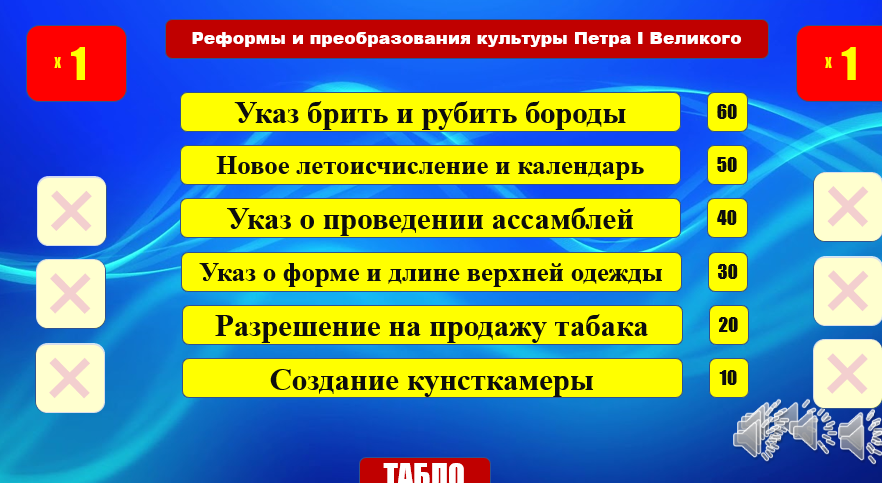 Реформы и преобразования культуры Петра I Великого
х 1
х 1
Указ брить и рубить бороды 60
Новое летоисчисление и календарь 50
Указ о проведении ассамблей 40
Указ о форме и длине верхней одежды 30
Разрешение на продажу табака 20
Создание кунсткамеры 10
ТАБЛО